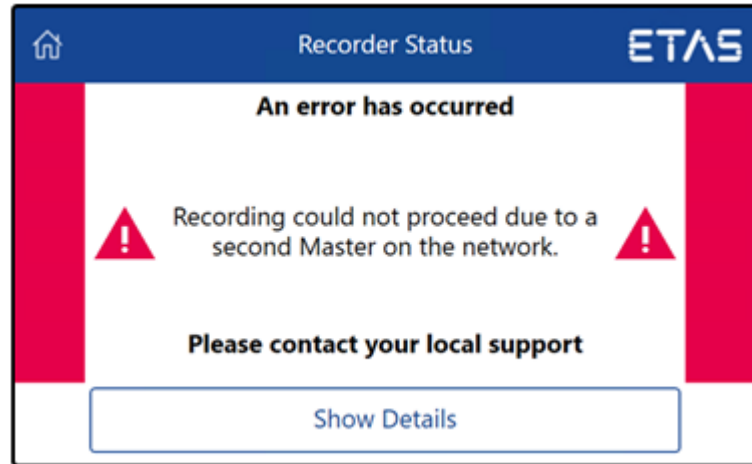 Recorder Status
ETAS
An error has occurred
Recording could not proceed due to a
second Master on the network.
Please contact your local support
Show Details